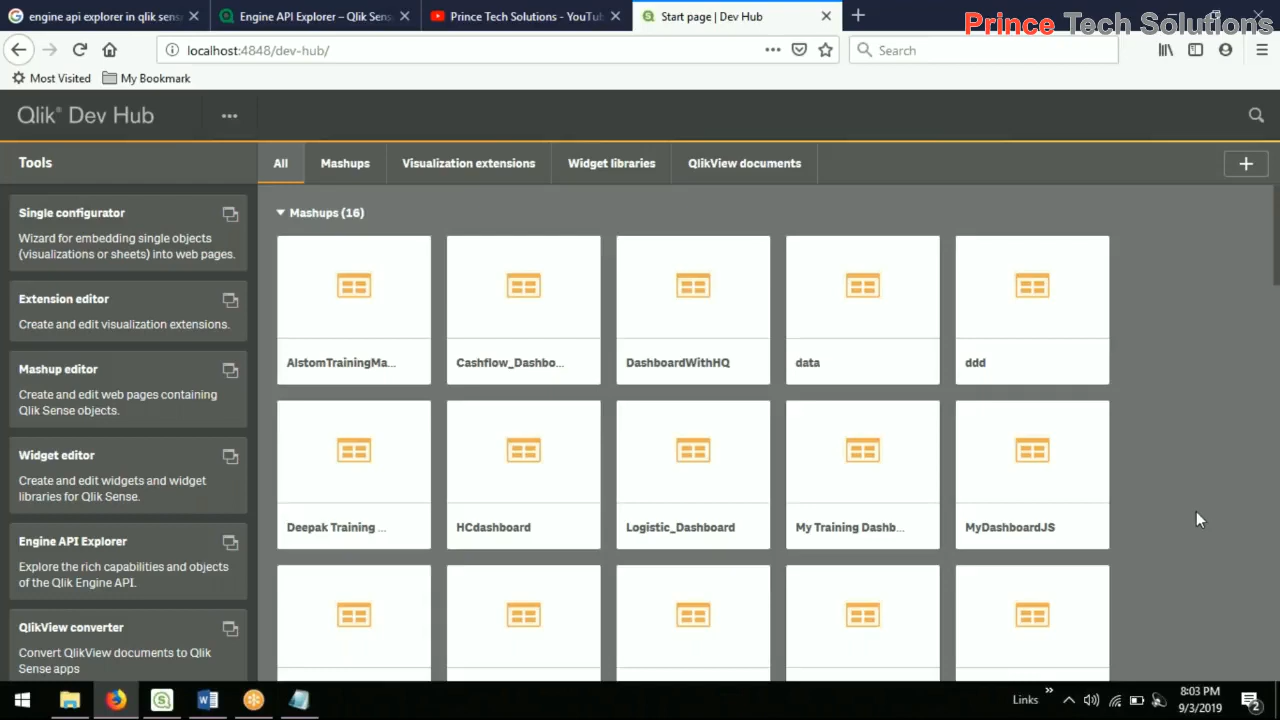 engine api explorer in qlik sens
Engine API Explorer – Qlik Sens
Prince Tech Solutions - YouTu
Start page | Dev Hub
Prince Tech Solutions
localhost:4848/dev-hub/
Search
Most Visited
My Bookmark
Qlik® Dev Hub
Tools
All
Mashups
Visualization extensions
Widget libraries
QlikView documents
Single configurator
Wizard for embedding single objects
(visualizations or sheets) into web pages.
Extension editor
Create and edit visualization extensions.
Mashup editor
Create and edit web pages containing
Qlik Sense objects.
Widget editor
Create and edit widgets and widget
libraries for Qlik Sense.
Engine API Explorer
Explore the rich capabilities and objects
of the Qlik Engine API.
QlikView converter
Convert QlikView documents to Qlik
Sense apps
Mashups (16)
AlstomTrainingMa...
Cashflow_Dashbo...
DashboardWithHQ
data
ddd
Deepak Training ...
HCdashboard
Logistic_Dashboard
My Training Dashb...
MyDashboardJS
Links
8:03 PM
9/3/2019
2